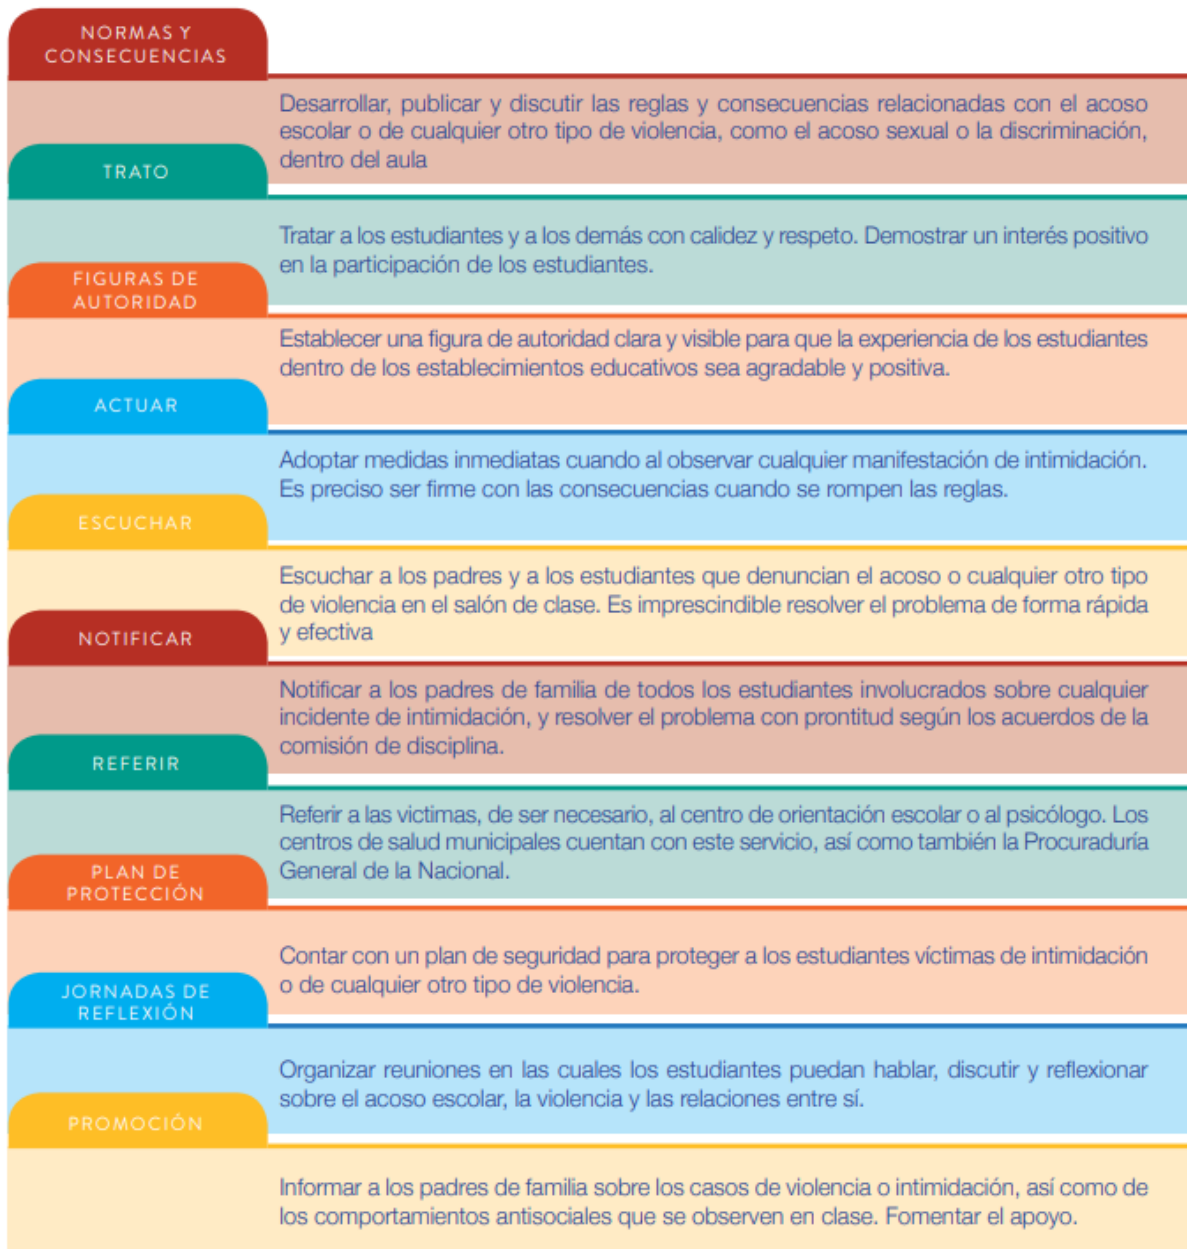 NORMAS Y
CONSECUENCIAS
Desarrollar, publicar y discutir las reglas y consecuencias relacionadas con el acoso
escolar o de cualquier otro tipo de violencia, como el acoso sexual o la discriminación,
dentro del aula
TRATO
Tratar a los estudiantes y a los demás con calidez y respeto. Demostrar un interés positivo
en la participación de los estudiantes.
FIGURAS DE
AUTORIDAD
Establecer una figura de autoridad clara y visible para que la experiencia de los estudiantes
dentro de los establecimientos educativos sea agradable y positiva.
ACTUAR
Adoptar medidas inmediatas cuando al observar cualquier manifestación de intimidación.
Es preciso ser firme con las consecuencias cuando se rompen las reglas.
ESCUCHAR
Escuchar a los padres y a los estudiantes que denuncian el acoso o cualquier otro tipo
de violencia en el salón de clase. Es imprescindible resolver el problema de forma rápida
y efectiva
NOTIFICAR
Notificar a los padres de familia de todos los estudiantes involucrados sobre cualquier
incidente de intimidación, y resolver el problema con prontitud según los acuerdos de la
comisión de disciplina.
REFERIR
Referir a las victimas, de ser necesario, al centro de orientación escolar o al psicólogo. Los
centros de salud municipales cuentan con este servicio, así como también la Procuraduría
General de la Nacional.
PLAN DE
PROTECCIÓN
Contar con un plan de seguridad para proteger a los estudiantes víctimas de intimidación
o de cualquier otro tipo de violencia.
JORNADAS DE
REFLEXIÓN
Organizar reuniones en las cuales los estudiantes puedan hablar, discutir y reflexionar
sobre el acoso escolar, la violencia y las relaciones entre sí.
PROMOCIÓN
Informar a los padres de familia sobre los casos de violencia o intimidación, así como de
los comportamientos antisociales que se observen en clase. Fomentar el apoyo.